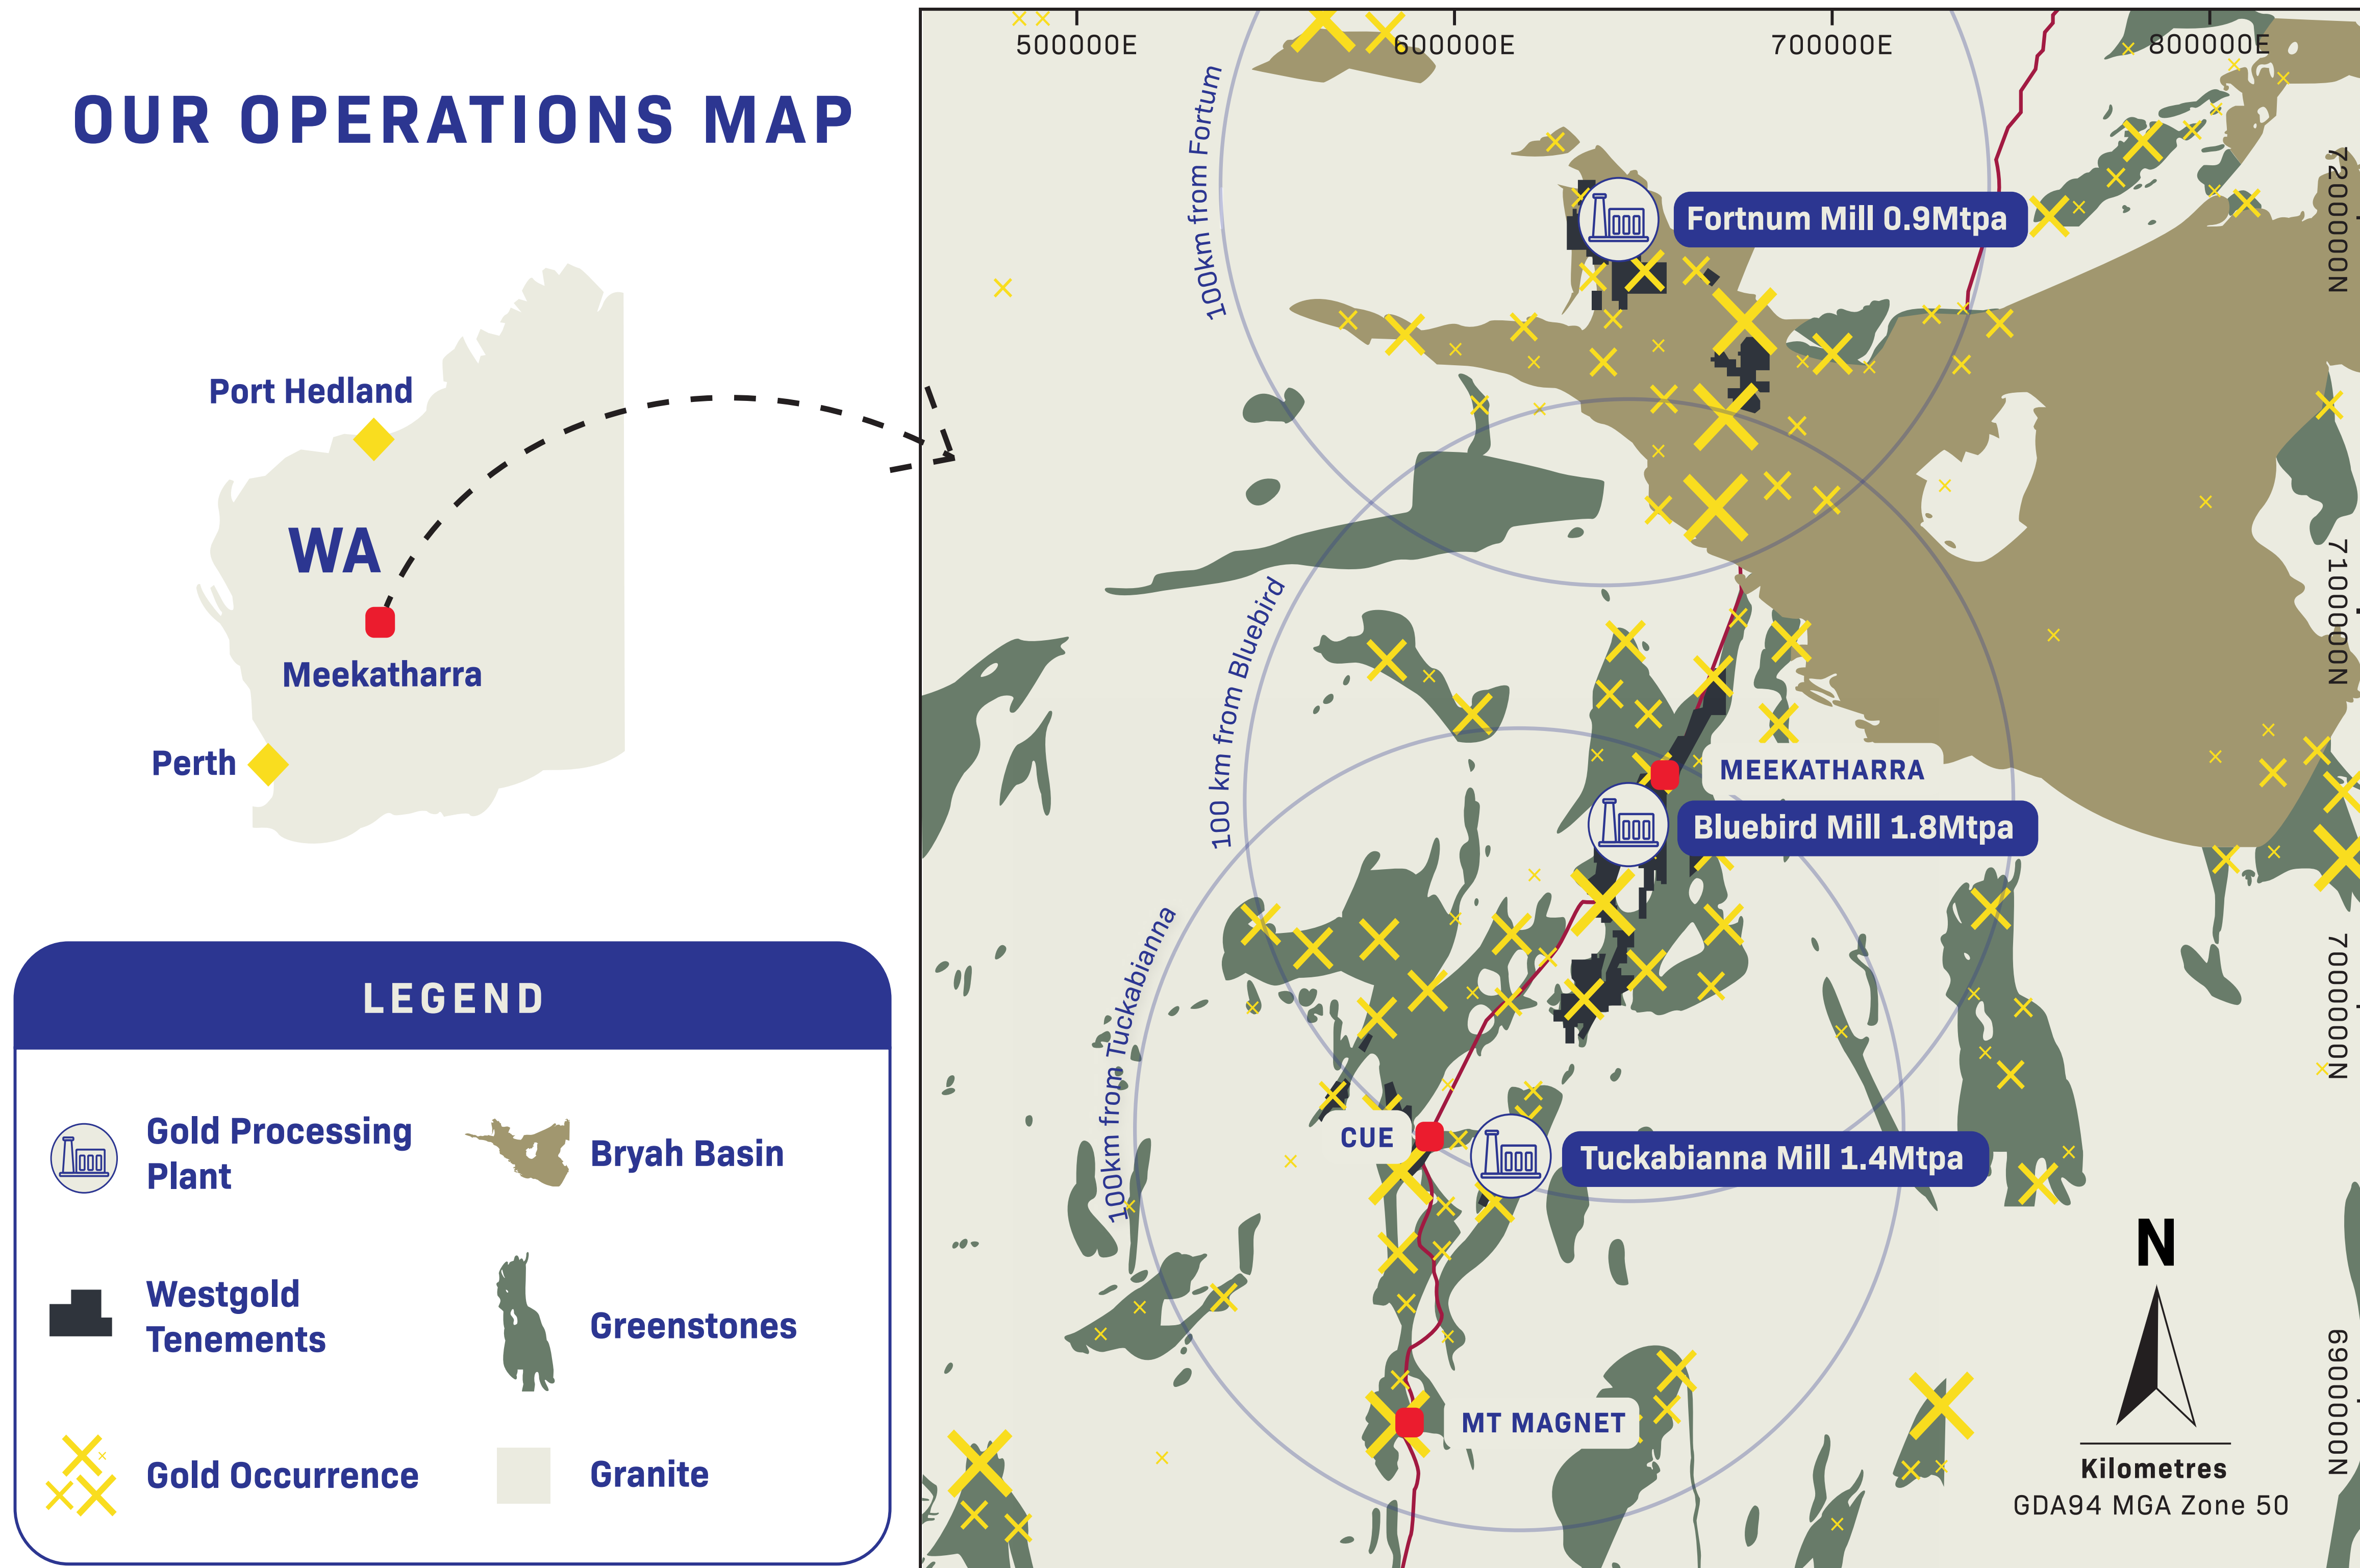 OUR OPERATIONS MAP
Port Hedland
WA
Meekatharra
Perth
LEGEND
Gold Processing
Plant
Bryah Basin
Westgold
Tenements
Greenstones
Gold Occurrence
Granite
500000E
600000E
700000E
800000E
100km from Fortum
Fortnum Mill 0.9Mtpa
7200000N
7100000N
100 km from Bluebird
MEEKATHARRA
Bluebird Mill 1.8Mtpa
100km from Tuckabianna
7000000N
CUE
Tuckabianna Mill 1.4Mtpa
N
MT MAGNET
6900000N
Kilometres
GDA94 MGA Zone 50